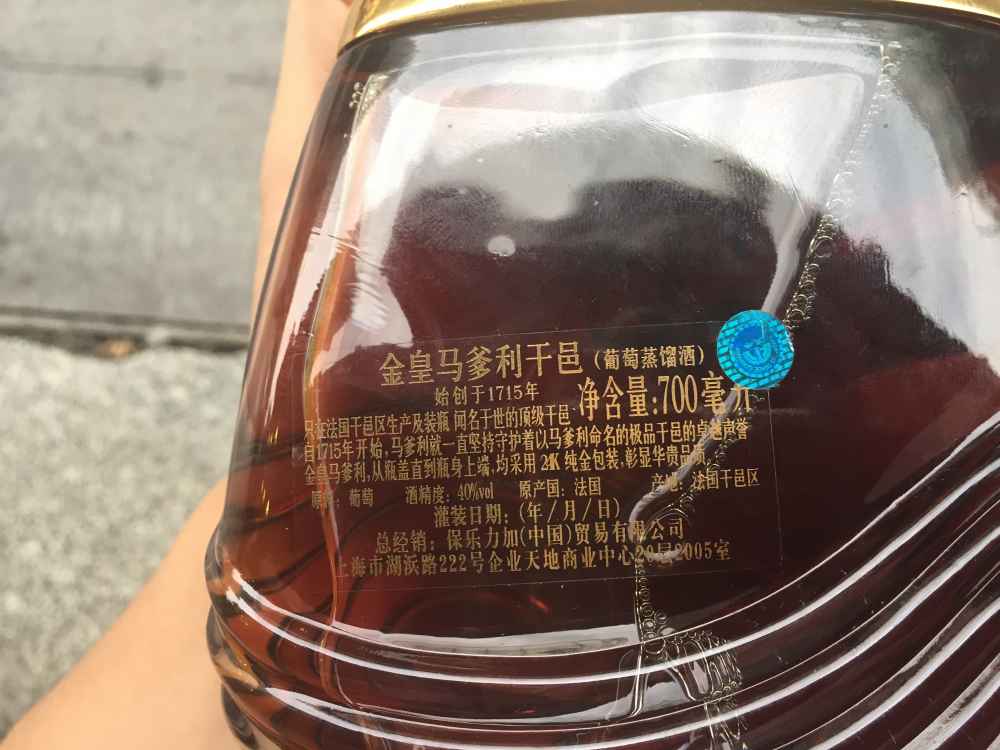 金皇马爹利干邑（葡萄蒸馏酒）
始创于1715年 净含量:700毫升
法国干邑区生产及装瓶 闻名于世的顶级干邑
自1715年开始,马爹利就一直坚持守护着以马爹利命名的极品干邑的卓越声誉
金皇马爹利,从瓶盖直到瓶身上端,均采用24K纯金包装,彰显华贵品质
原料：葡萄 酒精度：40%vol 原产国：法国 产地：法国干邑区
灌装日期：(年/月/日)
总经销：保乐力加(中国)贸易有限公司
上海市湖浜路222号企业天地商业中心20层2005室